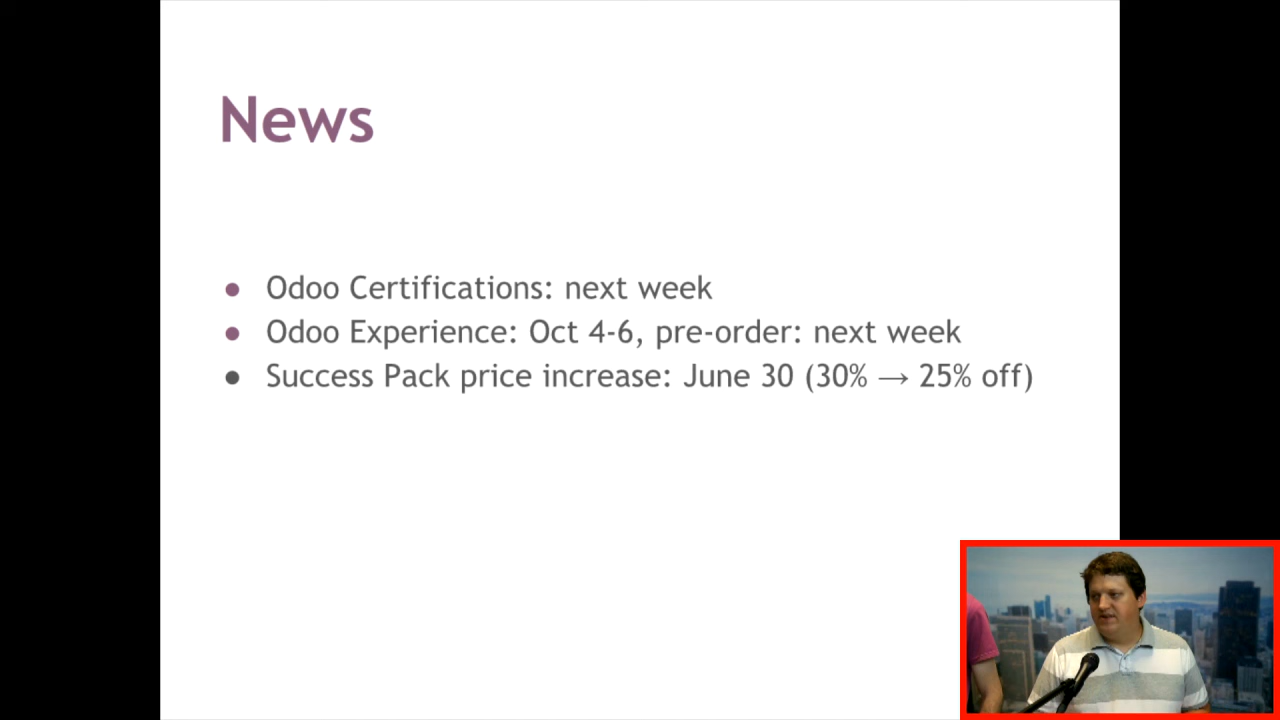 News
● Odoo Certifications: next week
● Odoo Experience: Oct 4-6, pre-order: next week
● Success Pack price increase: June 30 (30% → 25% off)